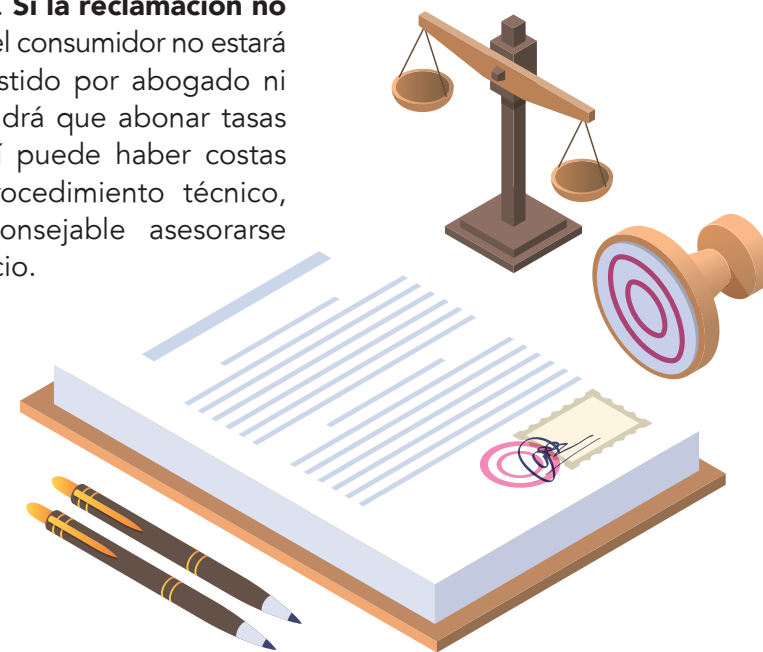 . Si la reclamación no
el consumidor no estará
stido por abogado ni
drá que abonar tasas
í puede haber costas
rocedimiento técnico,
onsejable asesorarse
cio.